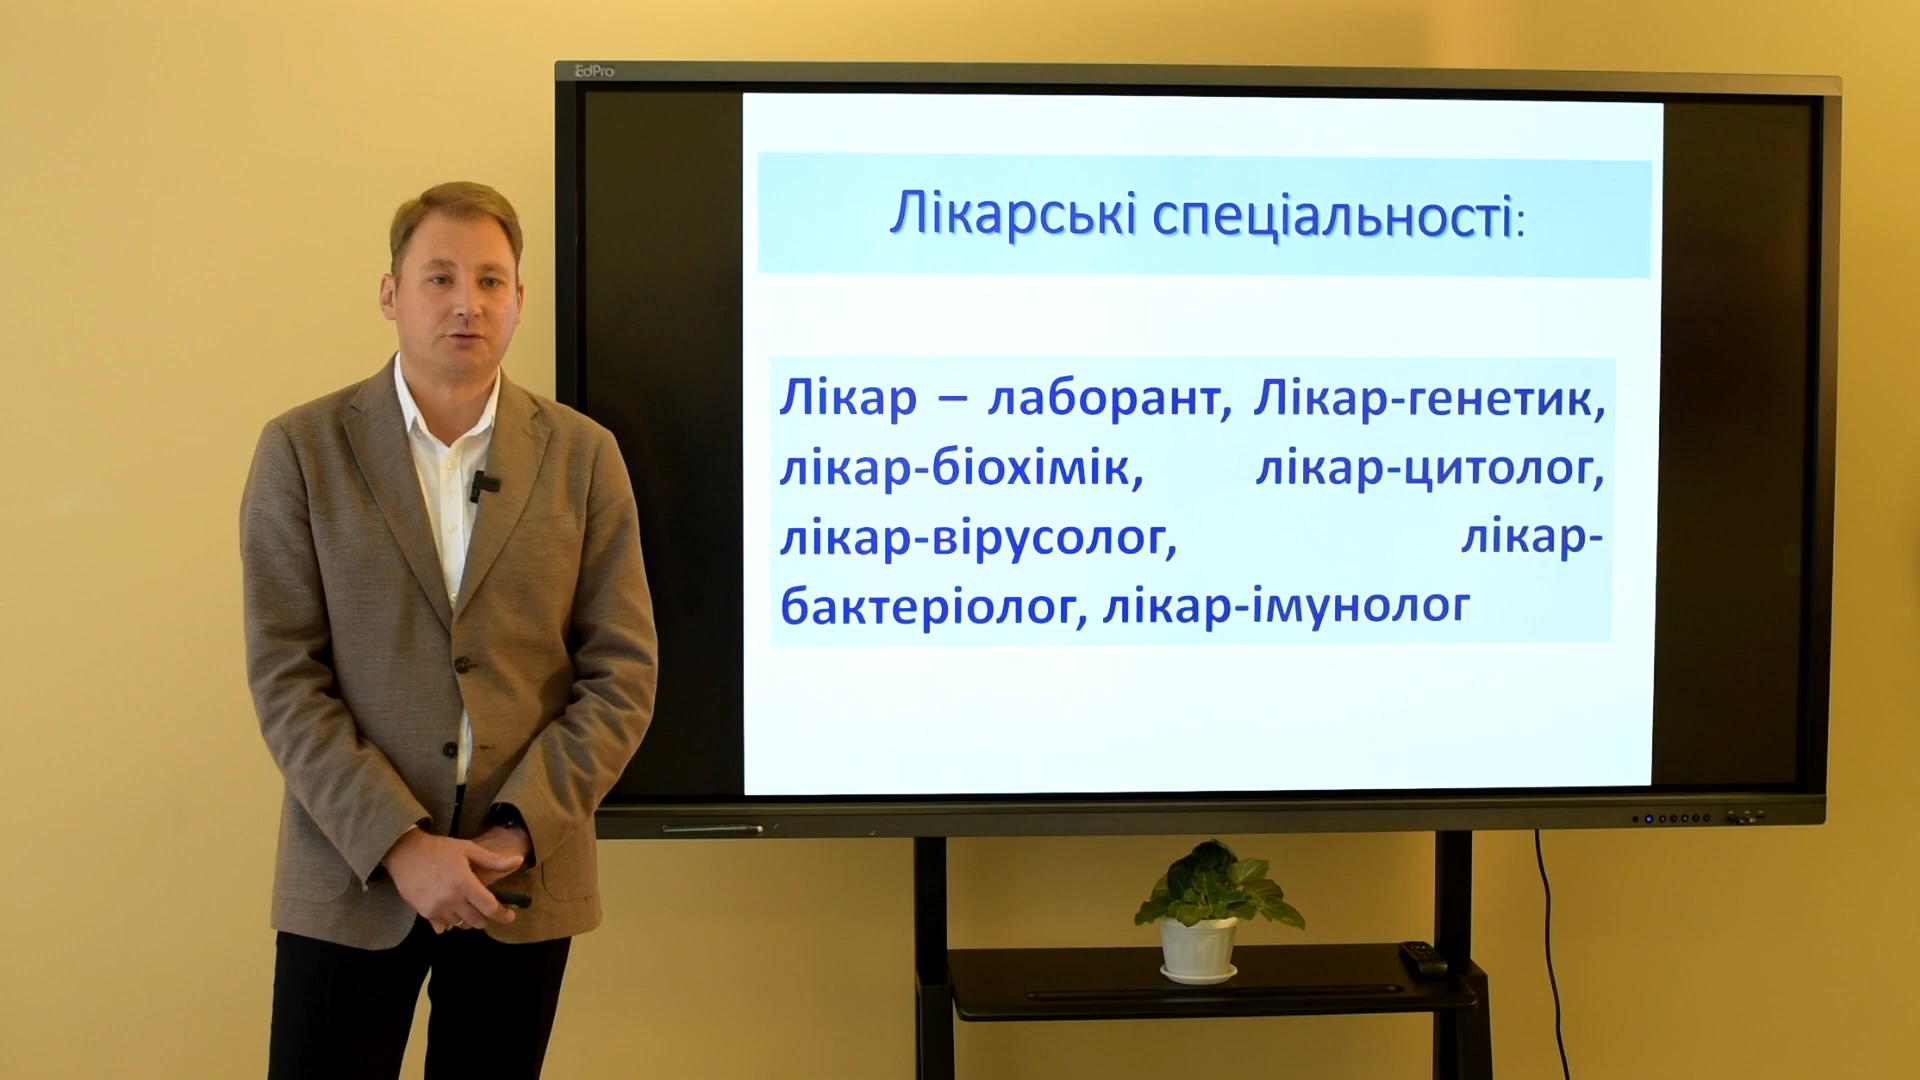 EdPro
Лікарські спеціальності:
Лікар – лаборант, Лікар-генетик,
лікар-біохімік, лікар-цитолог,
лікар-вірусолог, лікар-
бактеріолог, лікар-імунолог